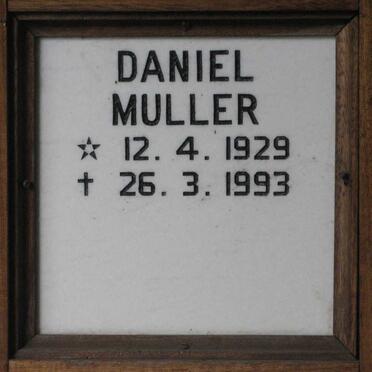 DANIEL
MULLER
☆ 12. 4. 1929
† 26. 3. 1993